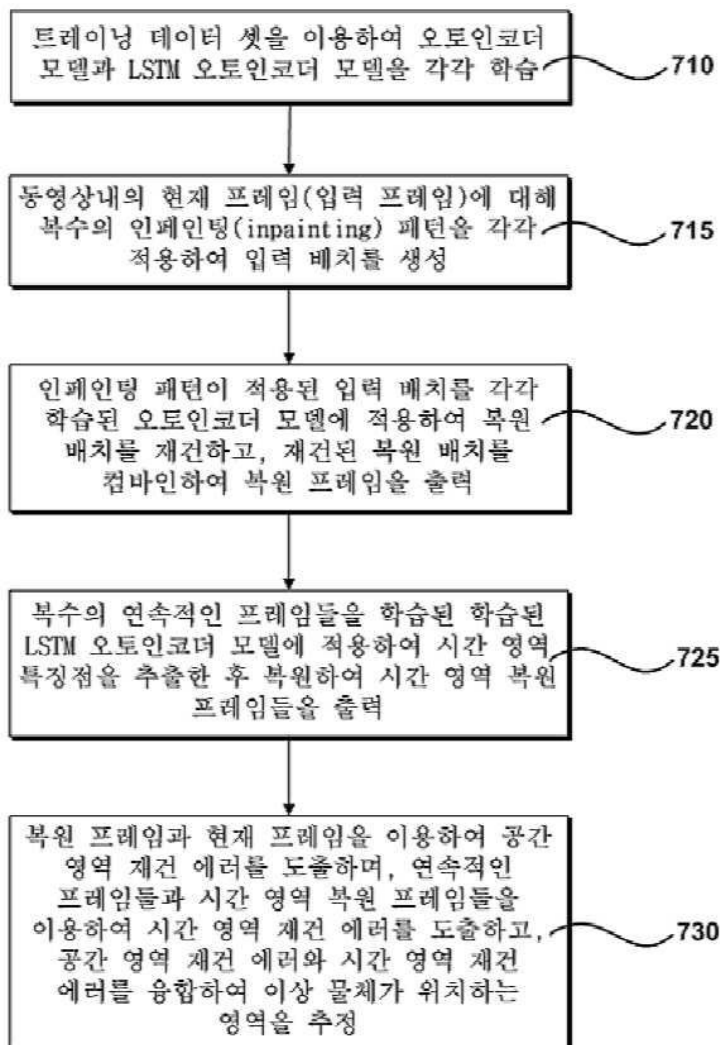 트레이닝 데이터 셋을 이용하여 오토인코더
모델과 LSTM 오토인코더 모델을 각각 학습
710
동영상내의 현재 프레임(입력 프레임)에 대해
복수의 인페인팅(inpainting) 패턴을 각각
적용하여 입력 배치를 생성
715
인페인팅 패턴이 적용된 입력 배치를 각각
학습된 오토인코더 모델에 적용하여 복원
배치를 재건하고, 재건된 복원 배치를
컴바인하여 복원 프레임을 출력
720
복수의 연속적인 프레임들을 학습된 학습된
LSTM 오토인코더 모델에 적용하여 시간 영역
특징점을 추출한 후 복원하여 시간 영역 복원
프레임들을 출력
725
복원 프레임과 현재 프레임을 이용하여 공간
영역 재건 에러를 도출하며, 연속적인
프레임들과 시간 영역 복원 프레임들을
이용하여 시간 영역 재건 에러를 도출하고,
공간 영역 재건 에러와 시간 영역 재건
에러를 융합하여 이상 물체가 위치하는
영역을 추정
730